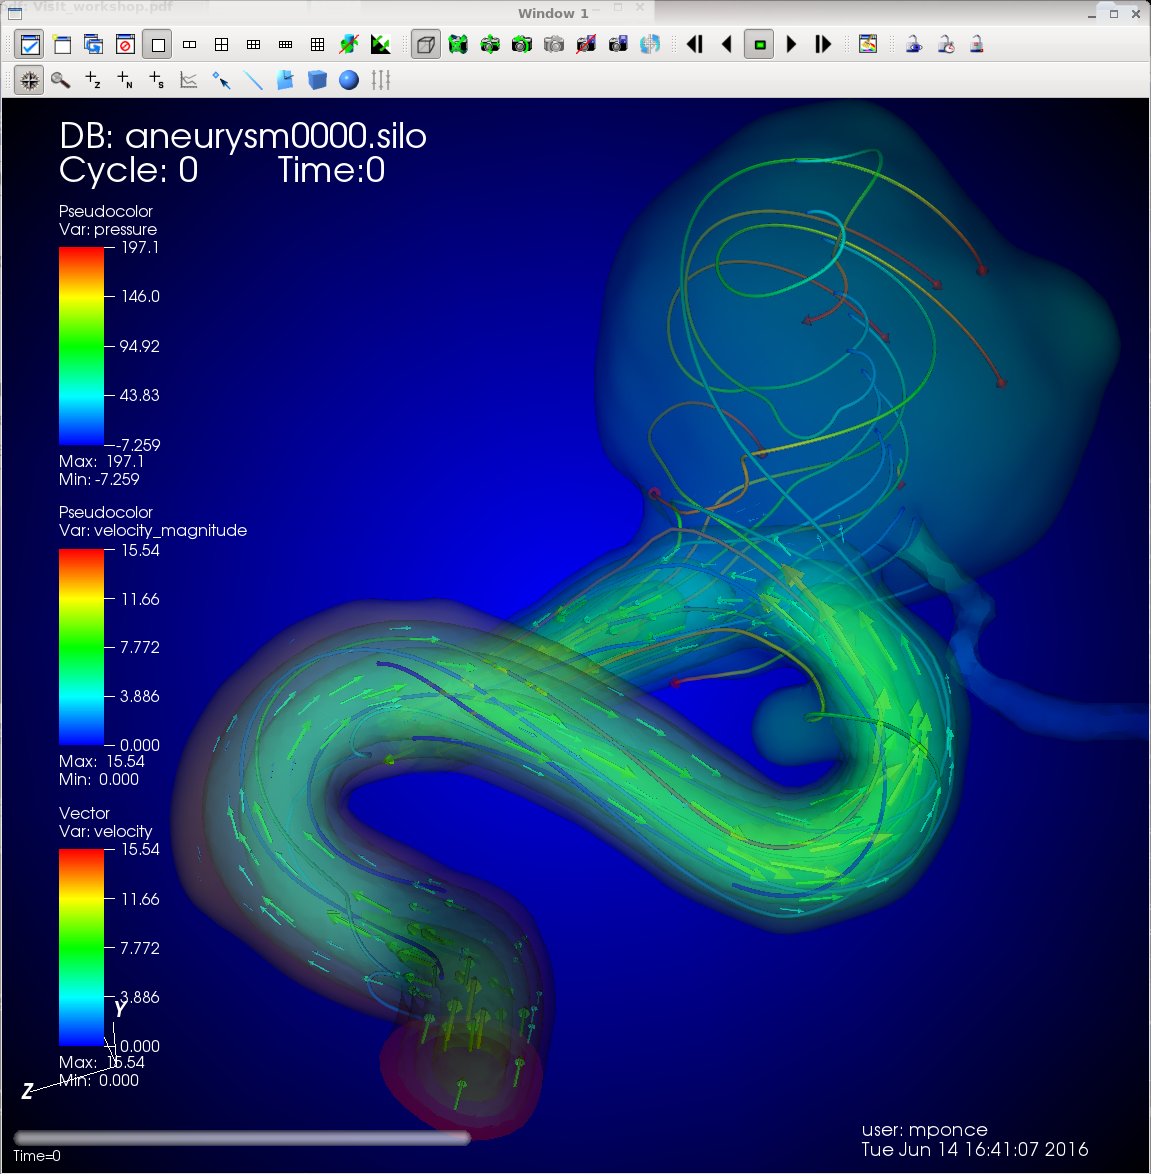 Visit_workshop.pdf
Window 1
DB: aneurysm0000.silo
Cycle: 0 Time:0
Pseudocolor
Var: pressure
197.1
146.0
94.92
43.83
-7.259
Max: 197.1
Min: -7.259
Pseudocolor
Var: velocity_magnitude
15.54
11.66
7.772
3.886
0.000
Max: 15.54
Min: 0.000
Vector
Var: velocity
15.54
11.66
7.772
3.886
Y
0.000
Max: 15.54
Min: 0.000
Z
Time=0
user: mponce
Tue Jun 14 16:41:07 2016